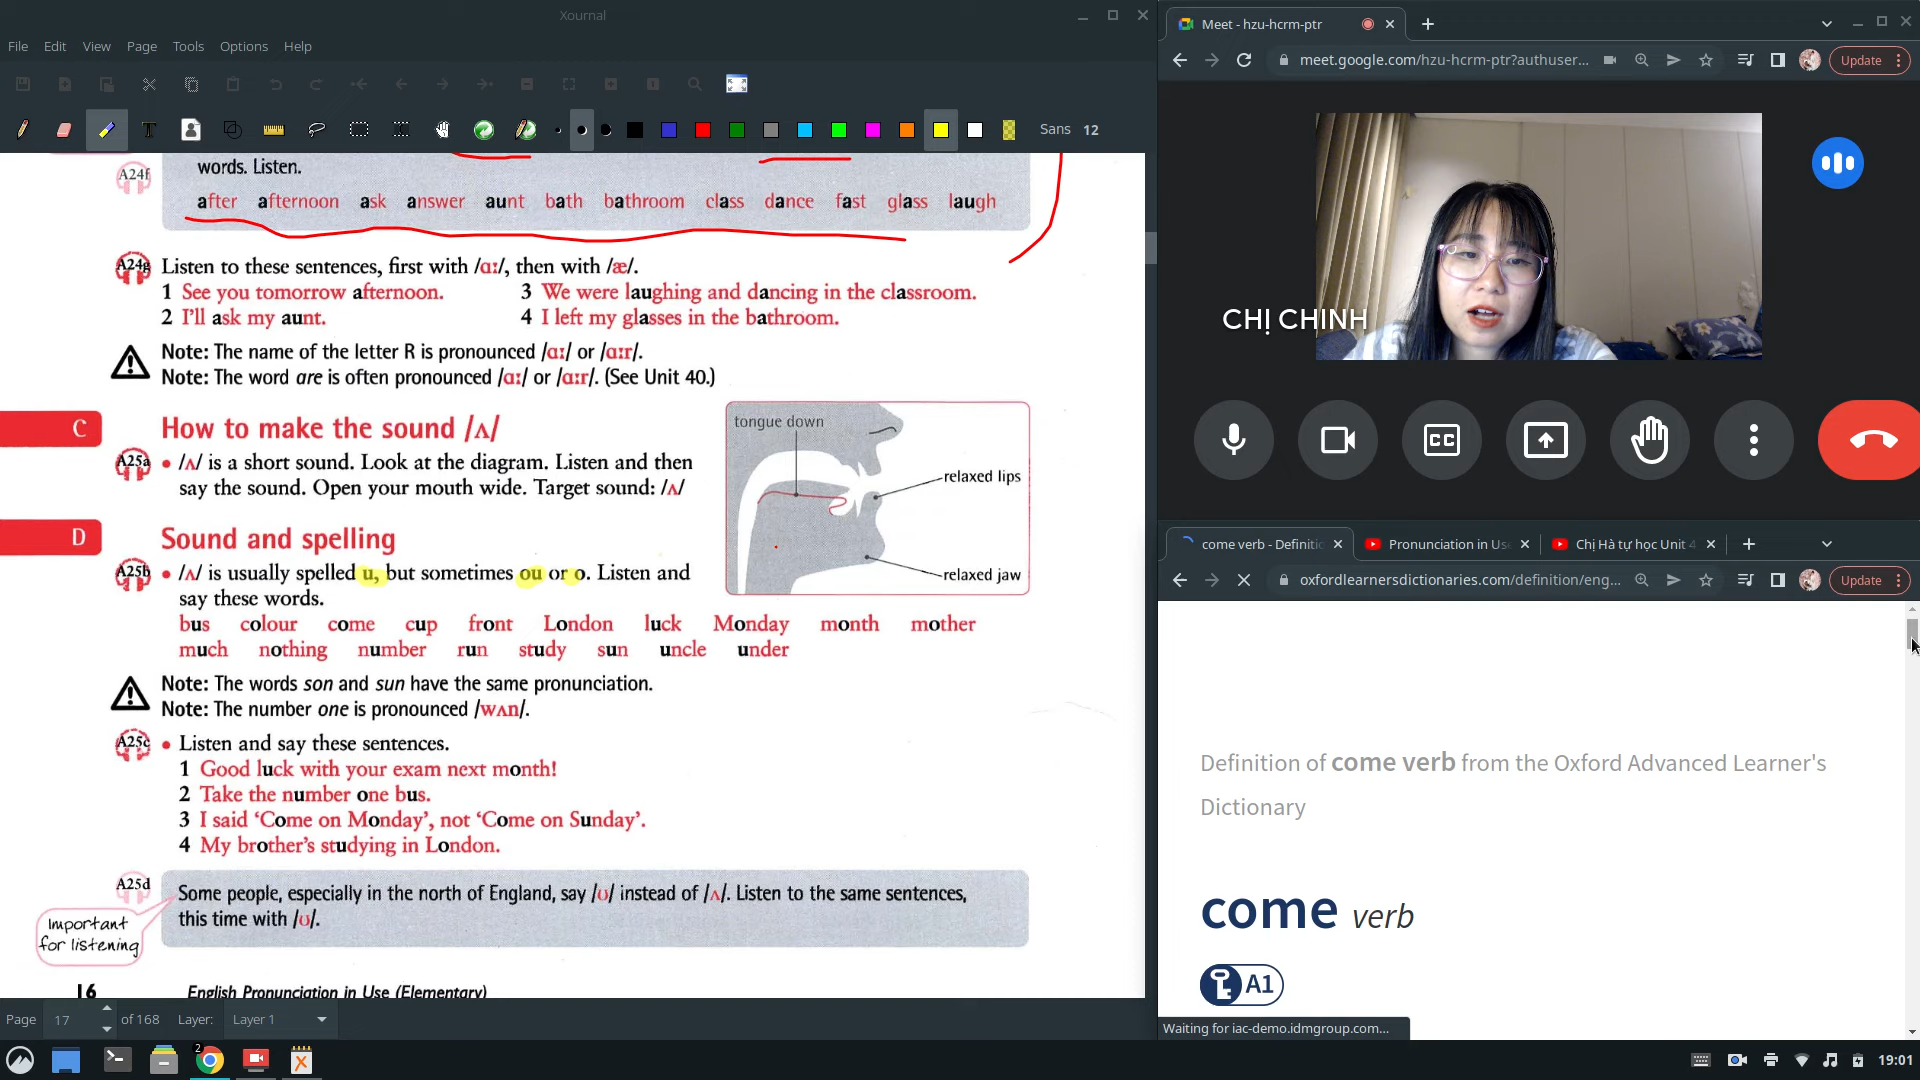 Xournal
File Edit View Page Tools Options Help
Sans 12
A24f
words. Listen.
after afternoon ask answer aunt bath bathroom class dance fast glass laugh
A24g
Listen to these sentences, first with /ɑː/, then with /æ/.
1 See you tomorrow afternoon.
3 We were laughing and dancing in the classroom.
2 I'll ask my aunt.
4 I left my glasses in the bathroom.
Note: The name of the letter R is pronounced /ɑː/ or /ɑːr/.
Note: The word are is often pronounced /ɑː/ or /ɑːr/. (See Unit 40.)
C
How to make the sound /ʌ/
A25a
• /ʌ/ is a short sound. Look at the diagram. Listen and then
say the sound. Open your mouth wide. Target sound: /ʌ/
tongue down
relaxed lips
relaxed jaw
D
Sound and spelling
A25b
• /ʌ/ is usually spelled u, but sometimes ou or o. Listen and
say these words.
bus colour come cup front London luck Monday month mother
much nothing number run study sun uncle under
Note: The words son and sun have the same pronunciation.
Note: The number one is pronounced /wʌn/.
A25c
• Listen and say these sentences.
1 Good luck with your exam next month!
2 Take the number one bus.
3 I said ‘Come on Monday’, not ‘Come on Sunday’.
4 My brother's studying in London.
A25d
Some people, especially in the north of England, say /ʊ/ instead of /ʌ/. Listen to the same sentences,
this time with /ʊ/.
Important
for listening
16
English Pronunciation in Use (Elementary)
Page 17 of 168 Layer: Layer 1
Meet - hzu-hcrm-ptr
meet.google.com/hzu-hcrm-ptr?authuser...
Update
CHỊ CHINH
CC
come verb - Definitic
Pronunciation in Us
Chị Hà tự học Unit 4
oxfordlearnersdictionaries.com/definition/eng...
Update
Definition of come verb from the Oxford Advanced Learner's
Dictionary
come verb
A1
Waiting for iac-demo.idmgroup.com...
2
19:01